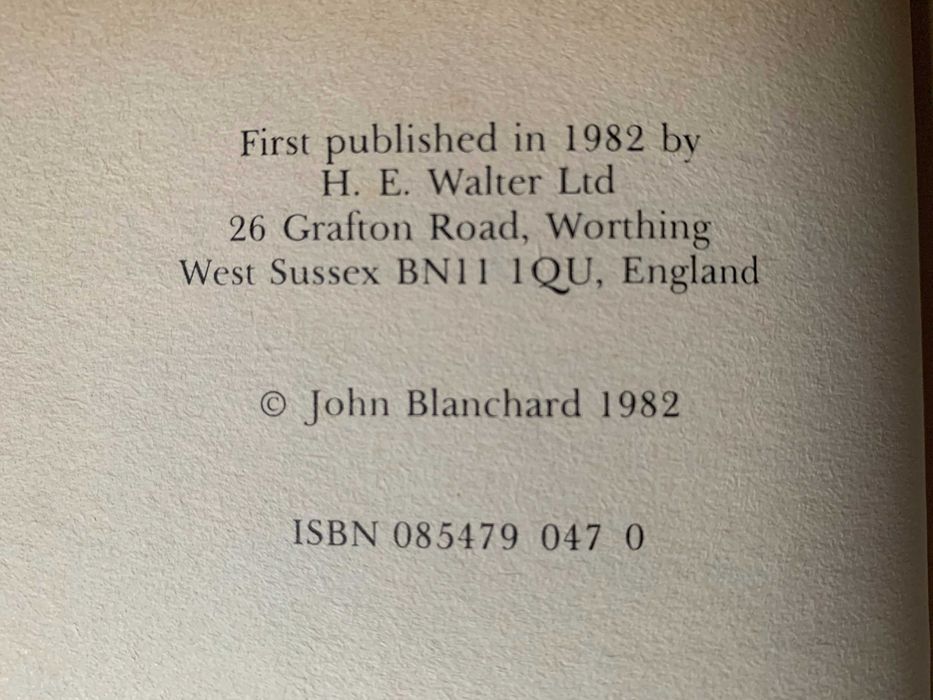 First published in 1982 by
H. E. Walter Ltd
26 Grafton Road, Worthing
West Sussex BN11 1QU, England
© John Blanchard 1982
ISBN 085479 047 0